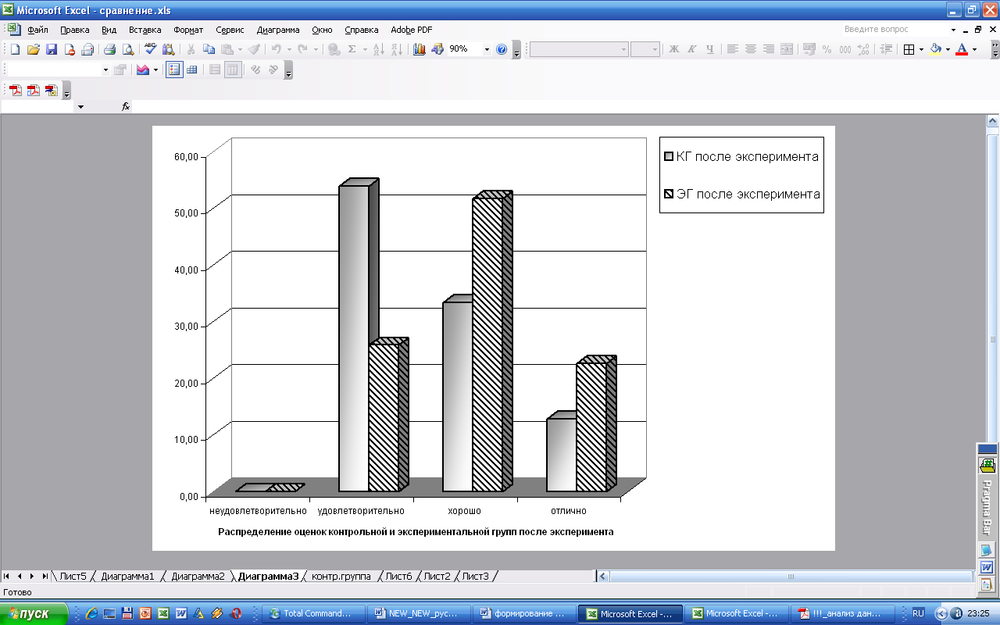 Microsoft Excel - сравнение.xls
Файл Правка Вид Вставка Формат Сервис Диаграмма Окно Справка Adobe PDF Введите вопрос
90% Ж К Ч % 000
fx
60,00
50,00
40,00
30,00
20,00
10,00
0,00
КГ после эксперимента
ЭГ после эксперимента
неудовлетворительно удовлетворительно хорошо отлично
Распределение оценок контрольной и экспериментальной групп после эксперимента
Pragma Bar
Лист5 Диаграмма1 Диаграмма2 Диаграмма3 контр.группа Лист6 Лист2 Лист3
Готово
пуск Total Command... NEW_NEW_рус... формирование ... Microsoft Excel -... Microsoft Excel -... !!!_анализ дан... RU 23:25